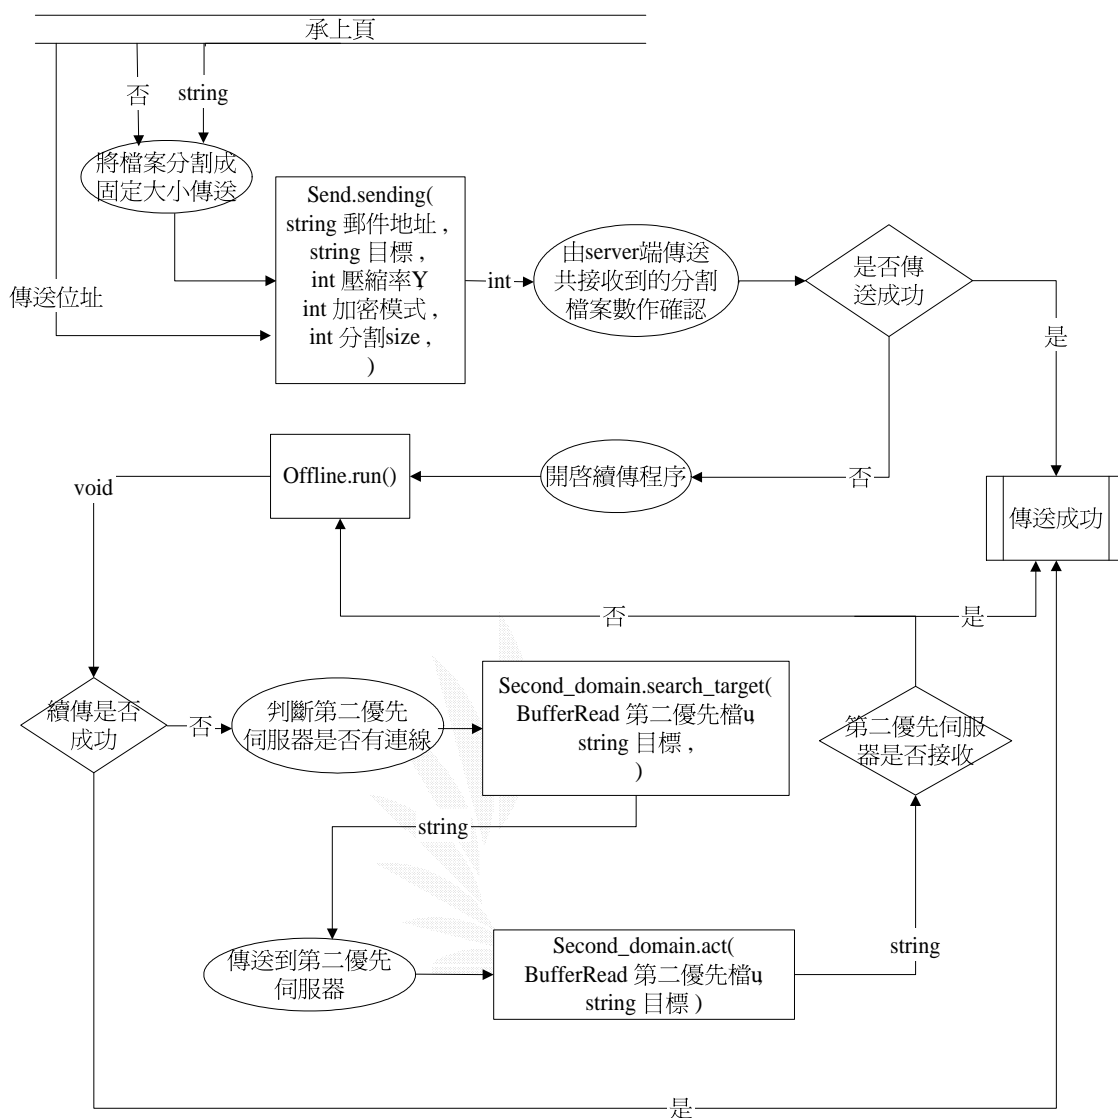 承上頁
否
string
將檔案分割成
固定大小傳送
傳送位址
Send.sending(
string 郵件地址 ,
string 目標 ,
int 壓縮率Y
int 加密模式 ,
int 分割size ,
)
int
由server端傳送
共接收到的分割
檔案數作確認
是否傳
送成功
是
否
開啓續傳程序
Offline.run()
void
傳送成功
否
是
續傳是否
成功
否
判斷第二優先
伺服器是否有連線
Second_domain.search_target(
BufferRead 第二優先檔ų
string 目標 ,
)
第二優先伺服
器是否接收
string
傳送到第二優先
伺服器
Second_domain.act(
BufferRead 第二優先檔ų
string 目標 )
string
是